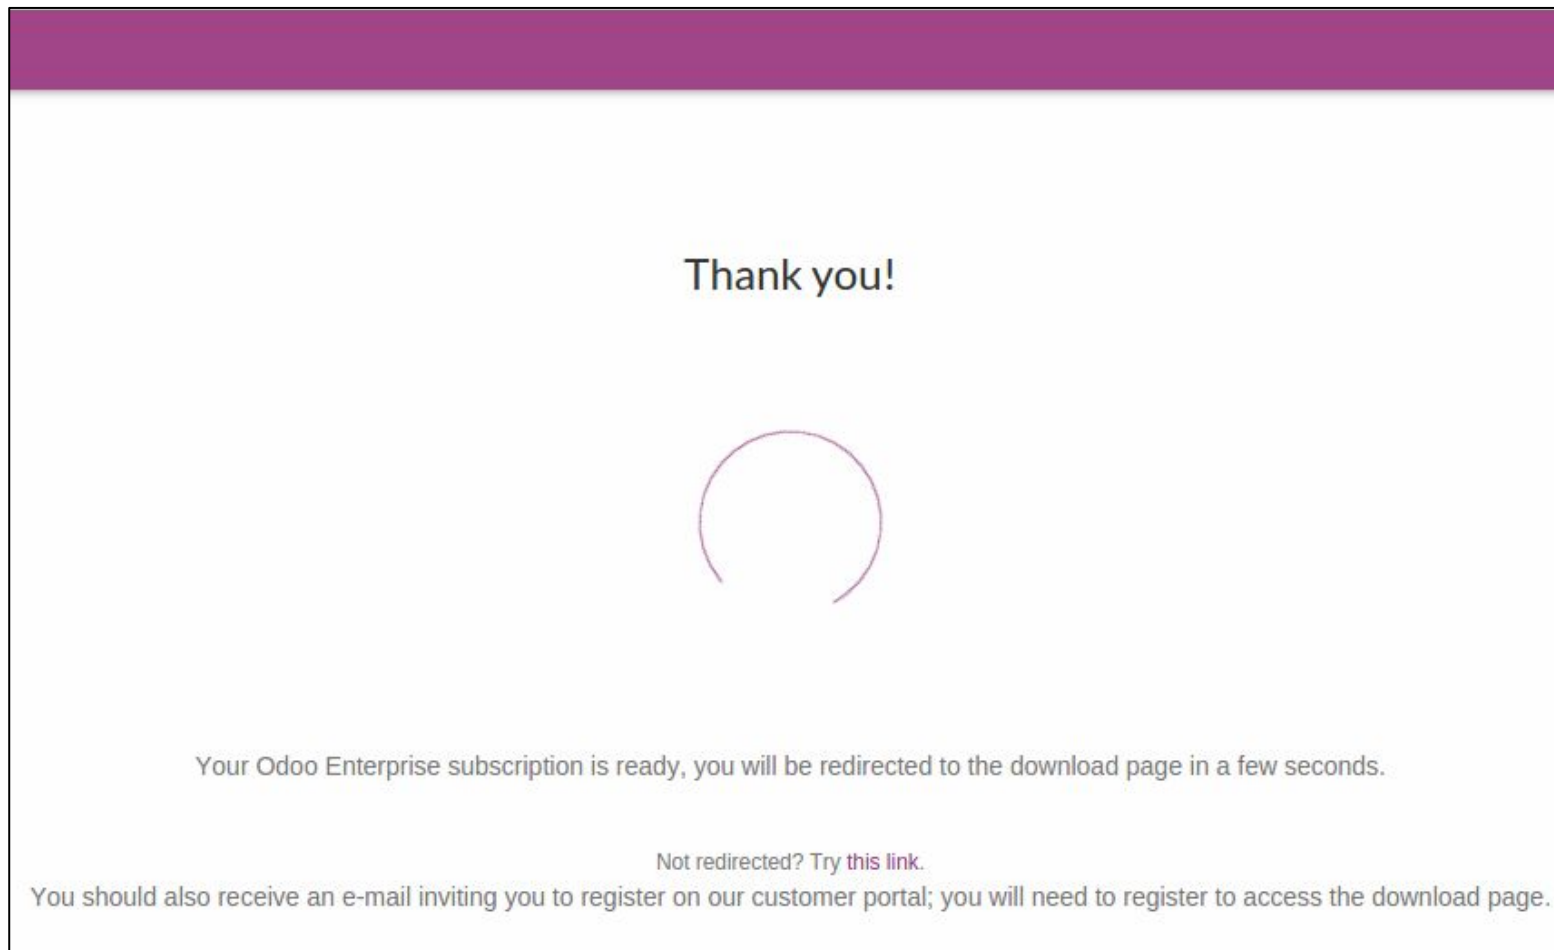 Thank you!
Your Odoo Enterprise subscription is ready, you will be redirected to the download page in a few seconds.
Not redirected? Try this link.
You should also receive an e-mail inviting you to register on our customer portal; you will need to register to access the download page.